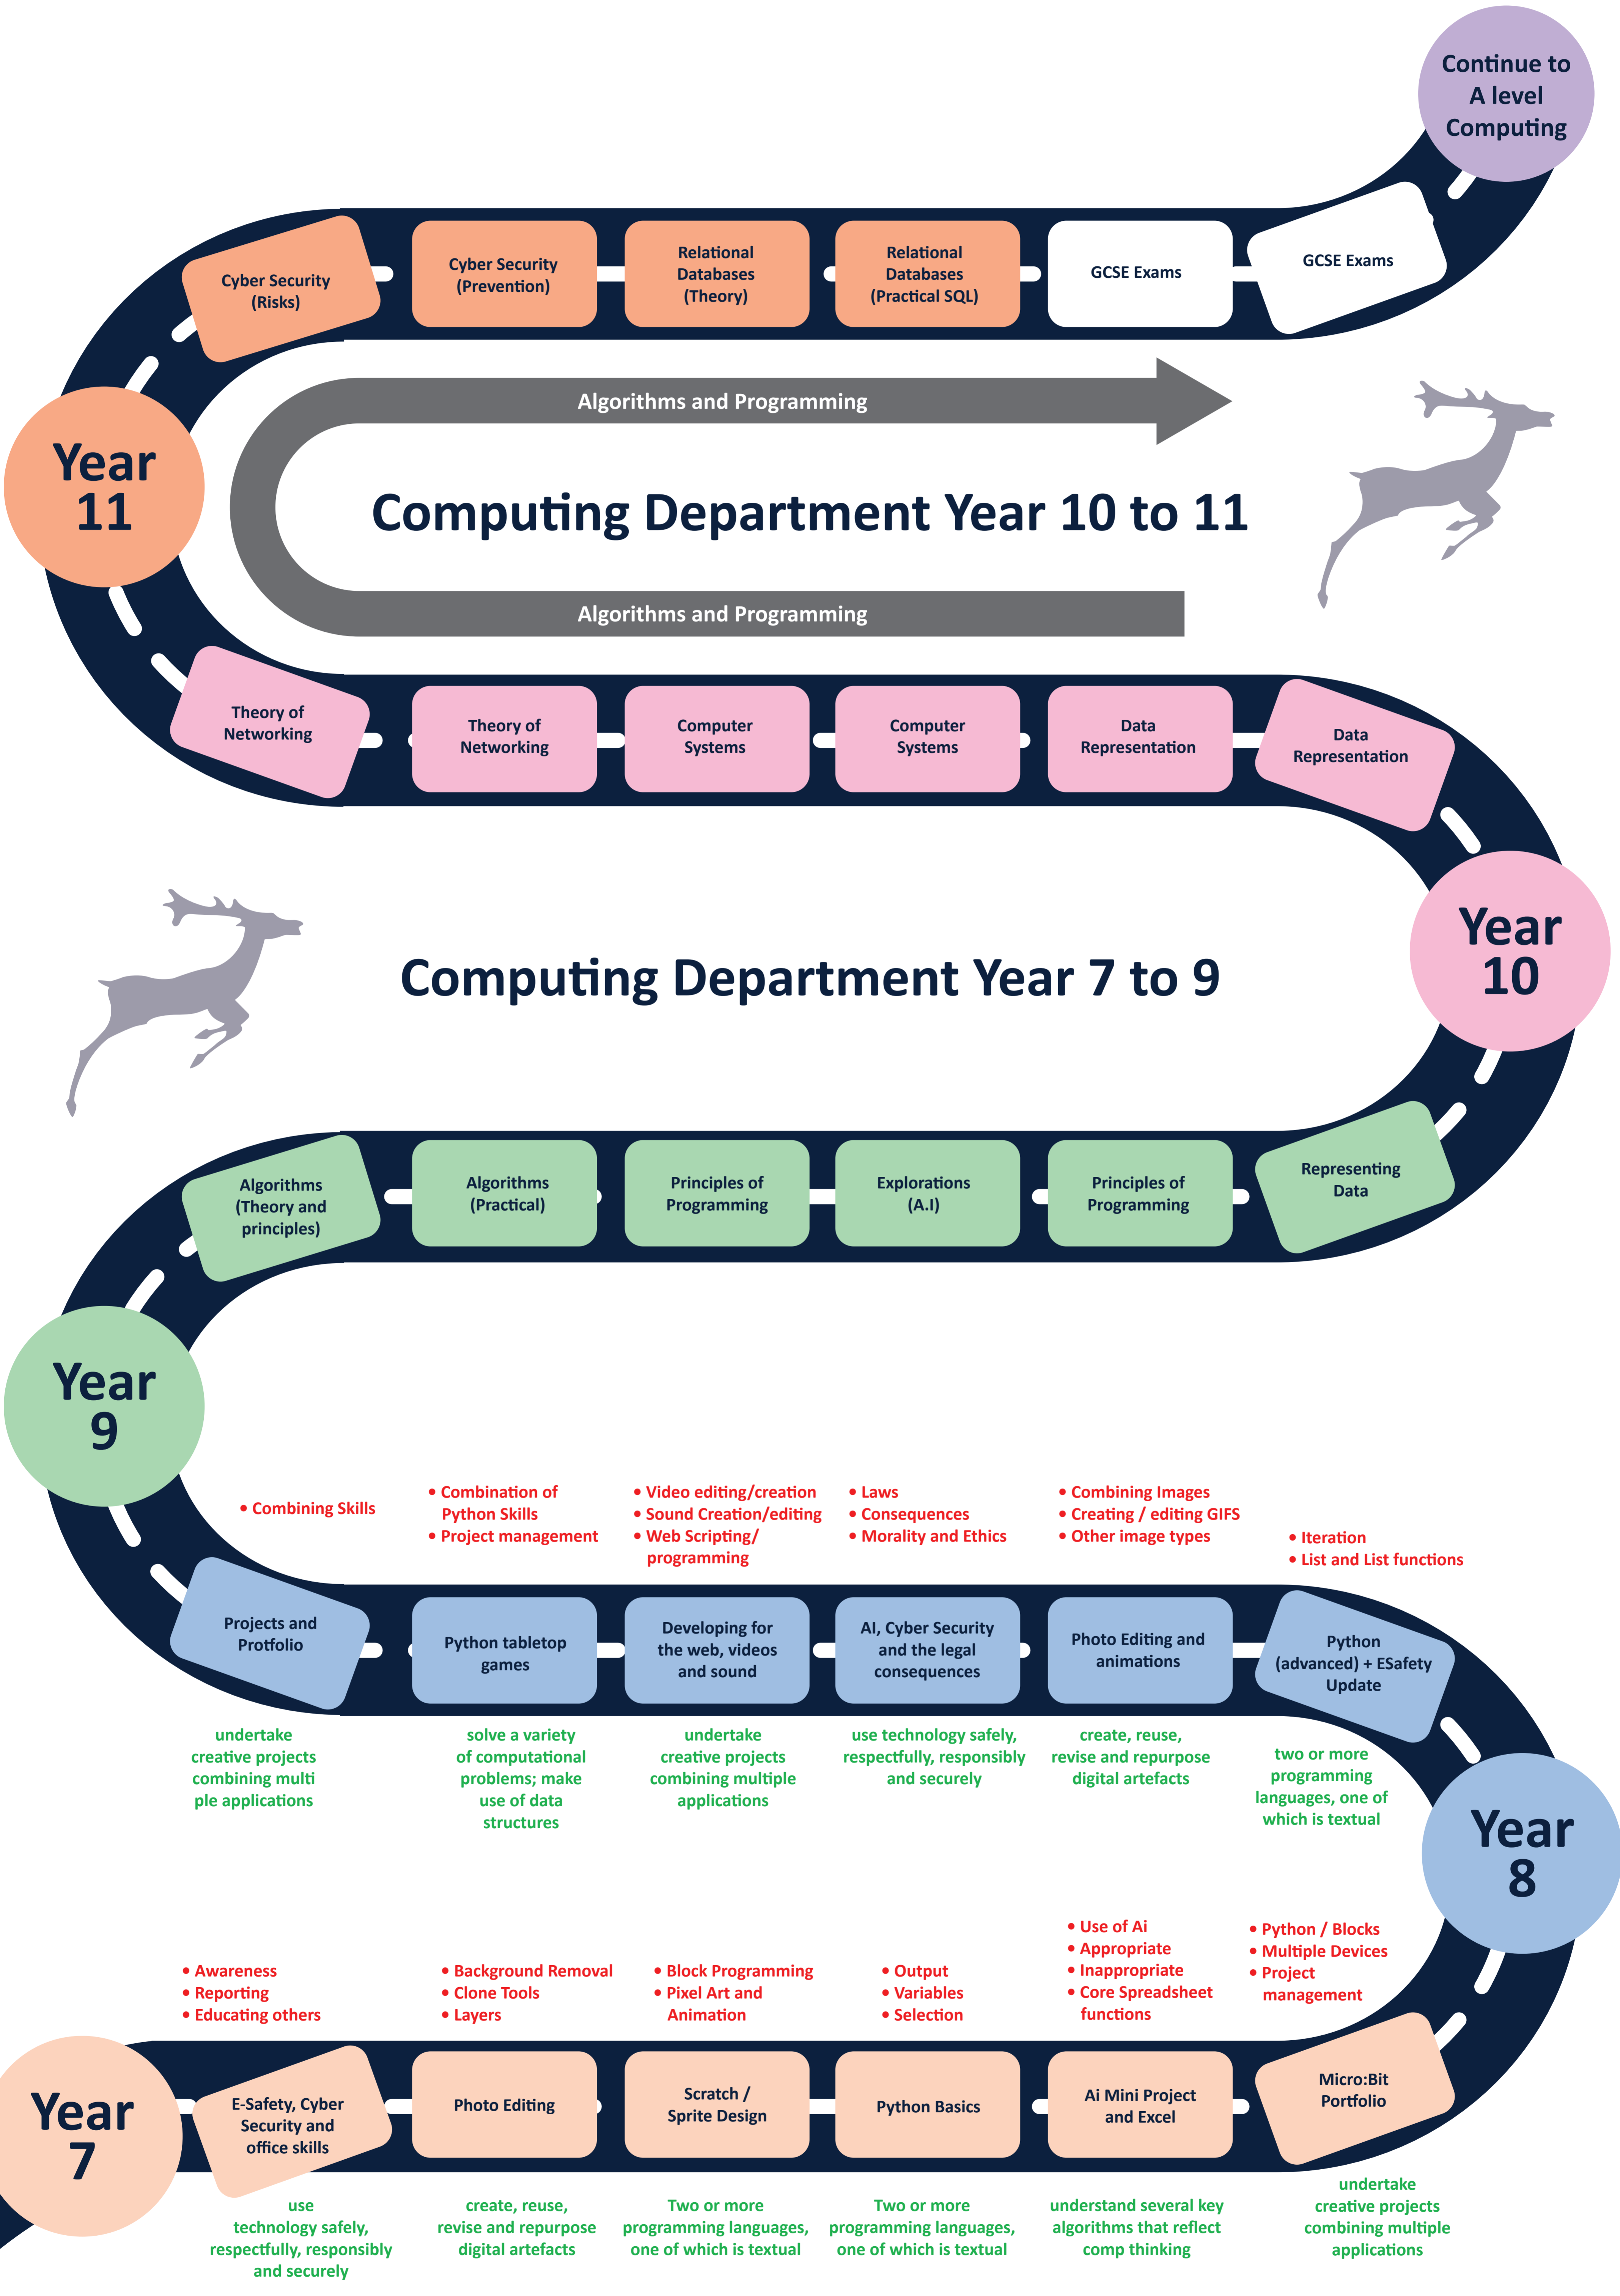 Continue to
A level
Computing
Cyber Security
(Risks)
Cyber Security
(Prevention)
Relational
Databases
(Theory)
Relational
Databases
(Practical SQL)
GCSE Exams
GCSE Exams
Algorithms and Programming
Year
11
Computing Department Year 10 to 11
Algorithms and Programming
Theory of
Networking
Theory of
Networking
Computer
Systems
Computer
Systems
Data
Representation
Data
Representation
Year
10
Computing Department Year 7 to 9
Algorithms
(Theory and
principles)
Algorithms
(Practical)
Principles of
Programming
Explorations
(A.I)
Principles of
Programming
Representing
Data
Year
9
• Combining Skills
• Combination of
Python Skills
• Project management
• Video editing/creation
• Sound Creation/editing
• Web Scripting/
programming
• Laws
• Consequences
• Morality and Ethics
• Combining Images
• Creating / editing GIFS
• Other image types
• Iteration
• List and List functions
Projects and
Protfolio
Python tabletop
games
Developing for
the web, videos
and sound
AI, Cyber Security
and the legal
consequences
Photo Editing and
animations
Python
(advanced) + ESafety
Update
undertake
creative projects
combining multi
ple applications
solve a variety
of computational
problems; make
use of data
structures
undertake
creative projects
combining multiple
applications
use technology safely,
respectfully, responsibly
and securely
create, reuse,
revise and repurpose
digital artefacts
two or more
programming
languages, one of
which is textual
Year
8
• Awareness
• Reporting
• Educating others
• Background Removal
• Clone Tools
• Layers
• Block Programming
• Pixel Art and
Animation
• Output
• Variables
• Selection
• Use of Ai
• Appropriate
• Inappropriate
• Core Spreadsheet
functions
• Python / Blocks
• Multiple Devices
• Project
management
Year
7
E-Safety, Cyber
Security and
office skills
Photo Editing
Scratch /
Sprite Design
Python Basics
Ai Mini Project
and Excel
Micro:Bit
Portfolio
use
technology safely,
respectfully, responsibly
and securely
create, reuse,
revise and repurpose
digital artefacts
Two or more
programming languages,
one of which is textual
Two or more
programming languages,
one of which is textual
understand several key
algorithms that reflect
comp thinking
undertake
creative projects
combining multiple
applications